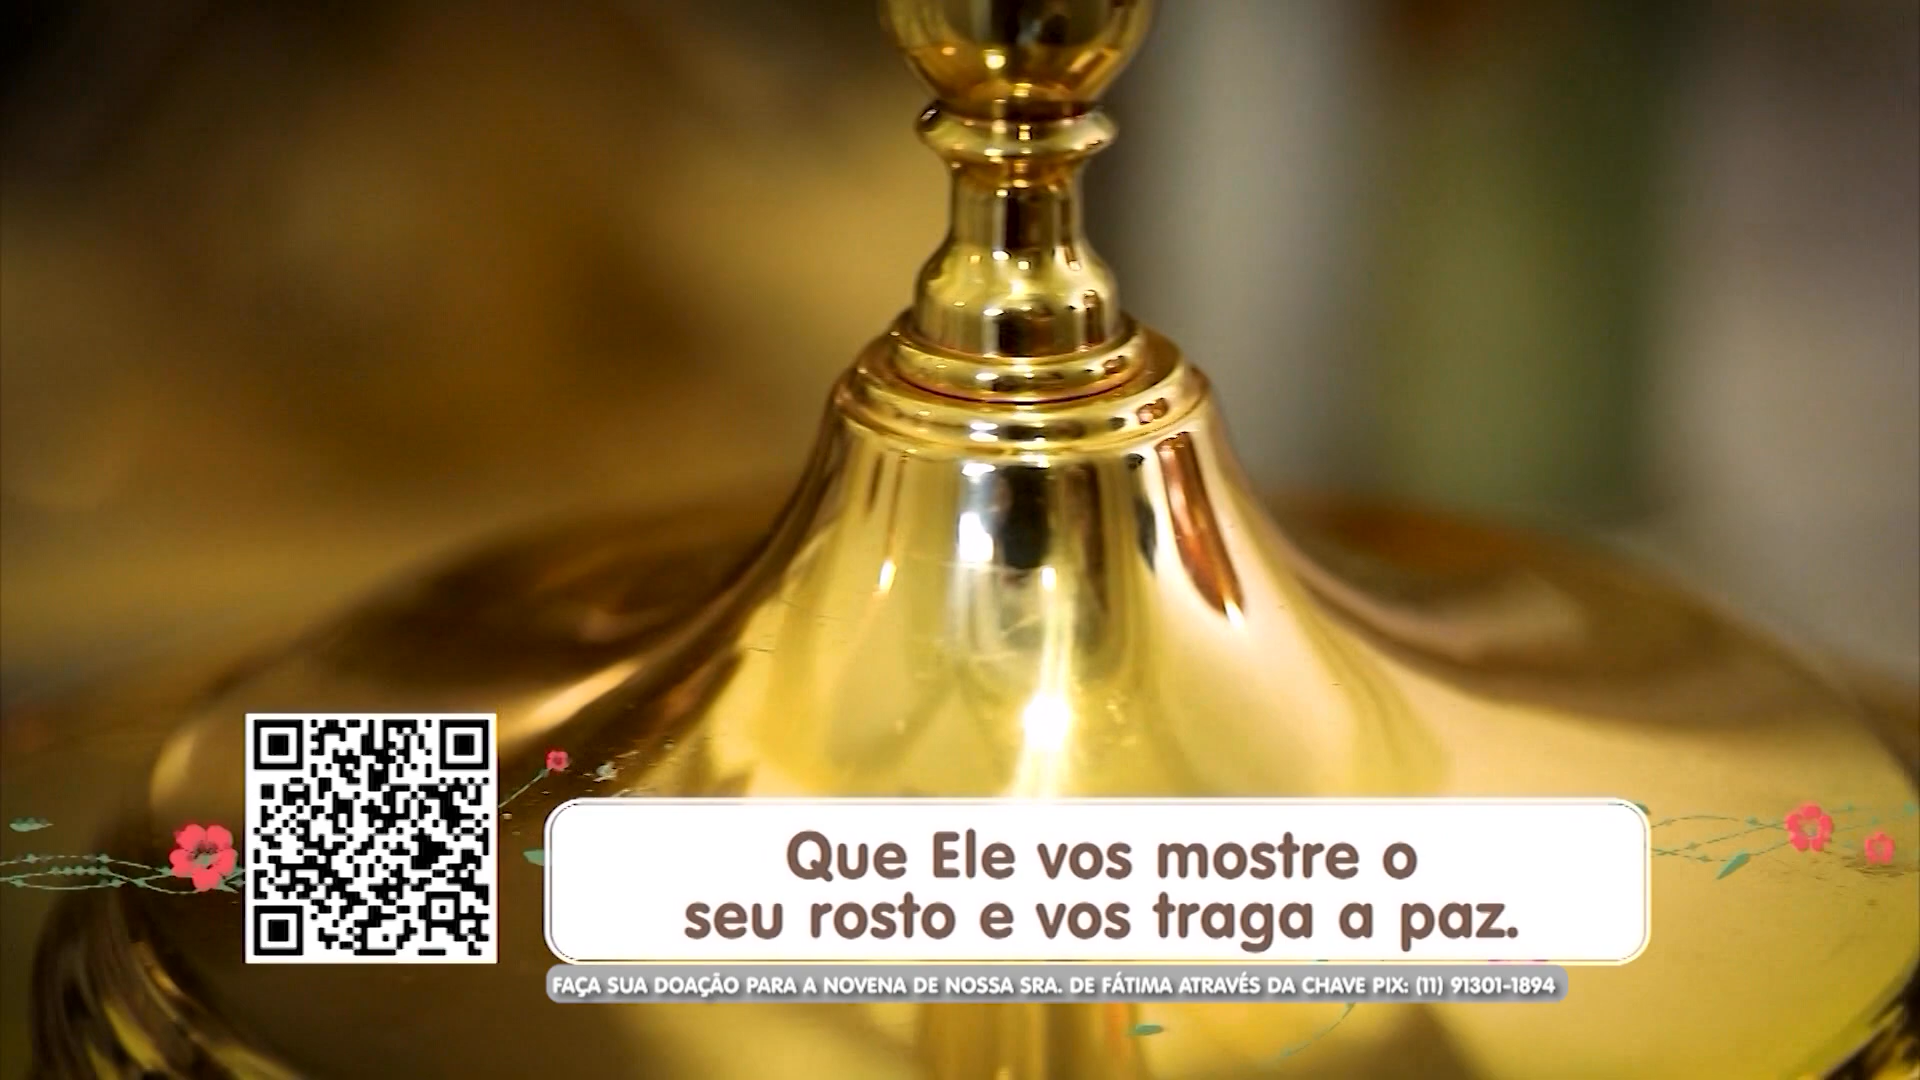 Que Ele vos mostre o
seu rosto e vos traga a paz.
FAÇA SUA DOAÇÃO PARA A NOVENA DE NOSSA SRA. DE FÁTIMA ATRAVÉS DA CHAVE PIX: (11) 91301-1894